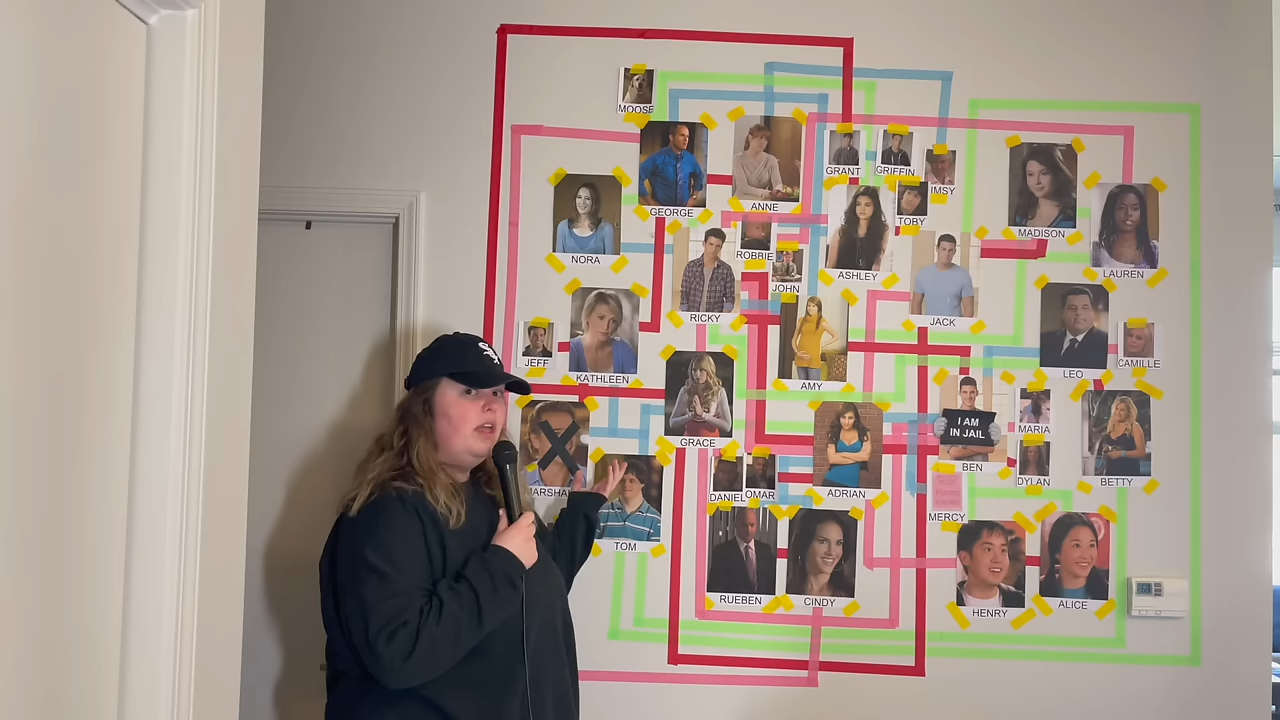 MOOSE
GEORGE
ANNE
GRANT
GRIFFIN
IMSY
TOBY
MADISON
LAUREN
NORA
ROBBIE
JOHN
ASHLEY
RICKY
JACK
JEFF
KATHLEEN
AMY
LEO
CAMILLE
GRACE
I AM
IN JAIL
MARIA
BEN
DYLAN
BETTY
MARSHA
DANIEL
OMAR
ADRIAN
MERCY
TOM
RUEBEN
CINDY
HENRY
ALICE